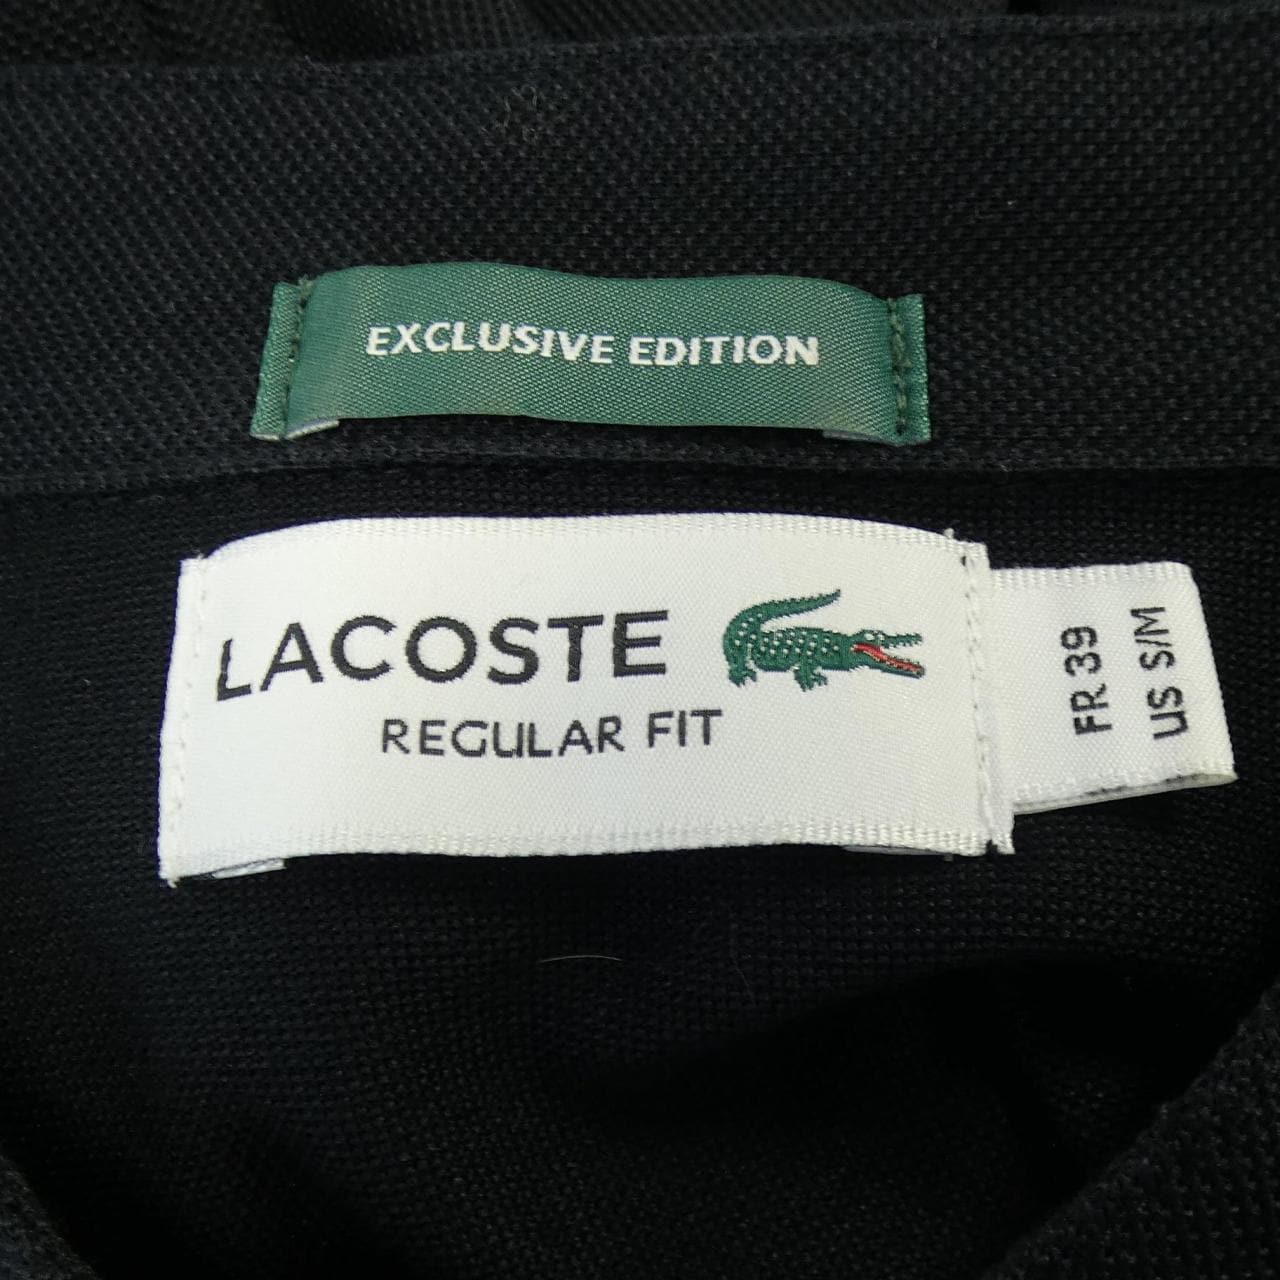 EXCLUSIVE EDITION
LACOSTE
REGULAR FIT
FR 39
US S/M